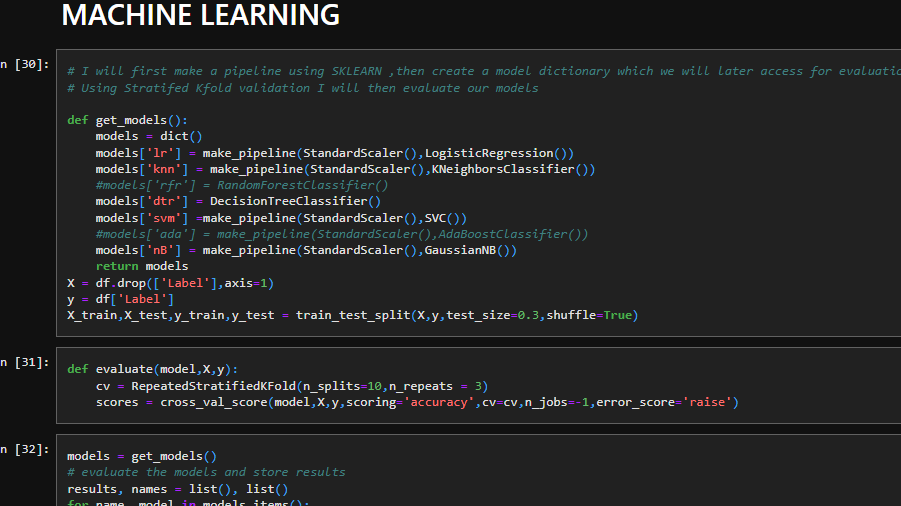 MACHINE LEARNING
n [30]:
# I will first make a pipeline using SKLEARN ,then create a model dictionary which we will later access for
# Using Stratifed Kfold validation I will then evaluate our models
def get_models():
    models = dict()
    models['lr'] = make_pipeline(StandardScaler(),LogisticRegression())
    models['knn'] = make_pipeline(StandardScaler(),KNeighborsClassifier())
    #models['rfr'] = RandomForestClassifier()
    models['dtr'] = DecisionTreeClassifier()
    models['svm'] =make_pipeline(StandardScaler(),SVC())
    #models['ada'] = make_pipeline(StandardScaler(),AdaBoostClassifier())
    models['nB'] = make_pipeline(StandardScaler(),GaussianNB())
    return models
X = df.drop(['Label'],axis=1)
y = df['Label']
X_train,X_test,y_train,y_test = train_test_split(X,y,test_size=0.3,shuffle=True)
n [31]:
def evaluate(model,X,y):
    cv = RepeatedStratifiedKFold(n_splits=10,n_repeats = 3)
    scores = cross_val_score(model,X,y,scoring='accuracy',cv=cv,n_jobs=-1,error_score='raise')
n [32]:
models = get_models()
# evaluate the models and store results
results, names = list(), list()
for name, model in models.items():